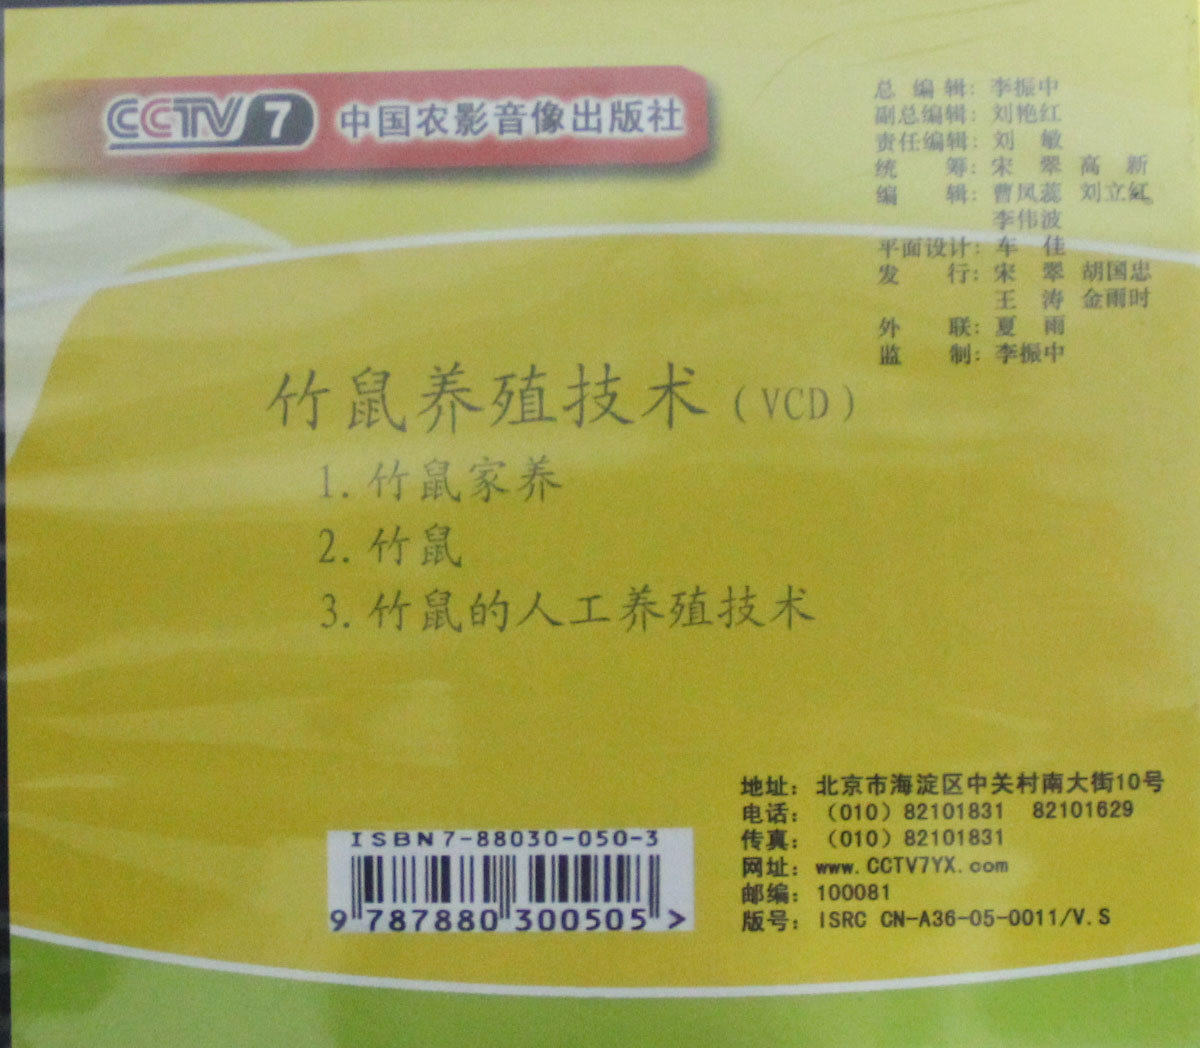 CCTV 7 中国农影音像出版社
总 编 辑：李振中
副总编辑：刘艳红
责任编辑：刘 敏
统 筹：宋 翠 高 新
编 辑：曹凤蕊 刘立红
李伟波
平面设计：车 佳
发 行：宋 翠 胡国忠
王 涛 金雨时
外 联：夏 雨
监 制：李振中
竹鼠养殖技术（VCD）
1.竹鼠家养
2.竹鼠
3.竹鼠的人工养殖技术
ISBN7-88030-050-3
9 787880 300505 >
地址：北京市海淀区中关村南大街10号
电话：（010）82101831 82101629
传真：（010）82101831
网址：www.CCTV7YX.com
邮编：100081
版号：ISRC CN-A36-05-0011/V.S